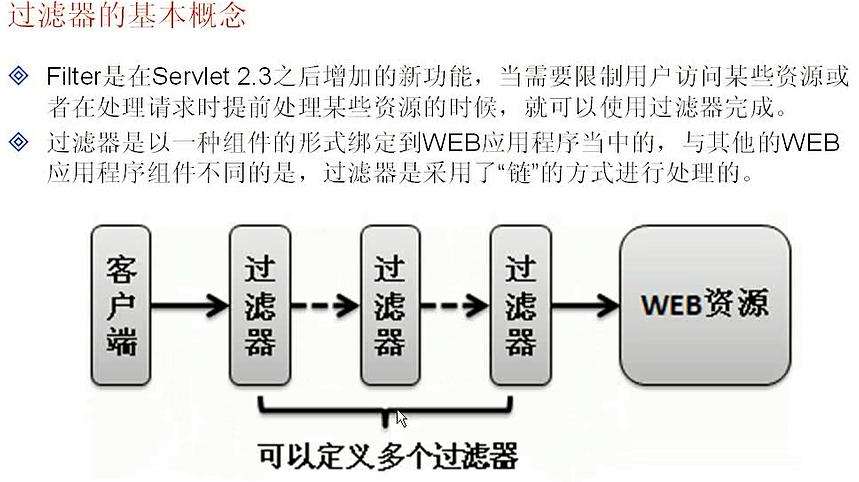 过滤器的基本概念
Filter是在Servlet 2.3之后增加的新功能，当需要限制用户访问某些资源或
者在处理请求时提前处理某些资源的时候，就可以使用过滤器完成。
过滤器是以一种组件的形式绑定到WEB应用程序当中的，与其他的WEB
应用程序组件不同的是，过滤器是采用了“链”的方式进行处理的。
客户端
过滤器
过滤器
过滤器
WEB资源
可以定义多个过滤器